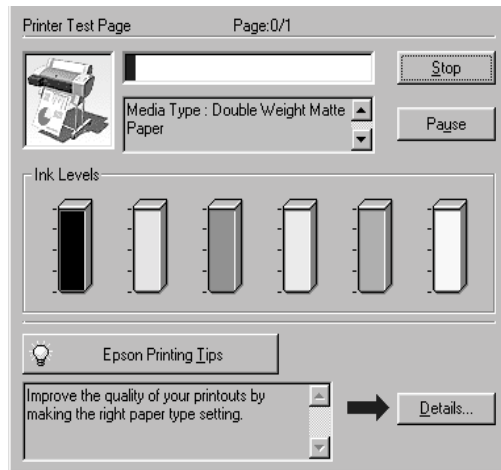 Printer Test Page Page:0/1
Stop
Media Type : Double Weight Matte
Paper
Pause
Ink Levels
Epson Printing Tips
Improve the quality of your printouts by
making the right paper type setting.
Details...